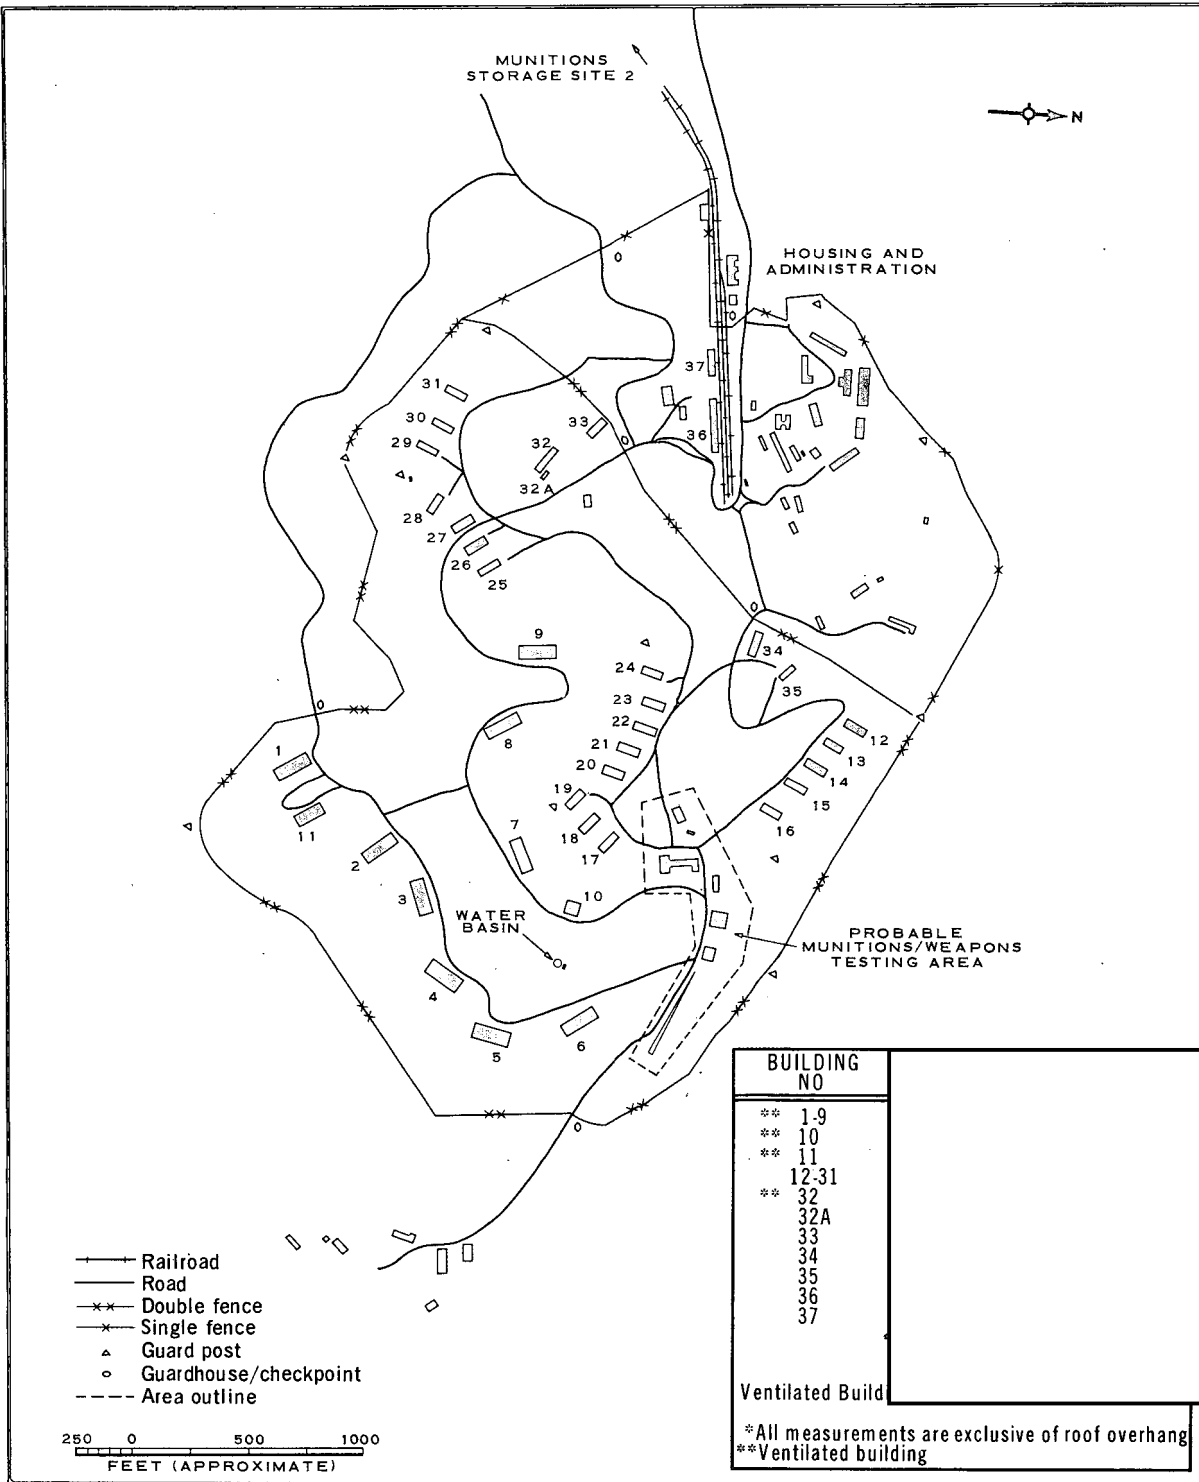 MUNITIONS
STORAGE SITE 2
N
HOUSING AND
ADMINISTRATION
37
31
30
33
36
29
32
32A
28
27
26
25
9
34
24
35
23
22
12
8
21
13
1
20
14
19
15
11
16
7
18
2
17
3
10
WATER
BASIN
PROBABLE
MUNITIONS/WEAPONS
TESTING AREA
4
6
5
BUILDING
NO
** 1-9
** 10
** 11
12-31
** 32
32A
33
34
35
36
37
Ventilated Buildi
*All measurements are exclusive of roof overhang
**Ventilated building
Railroad
Road
Double fence
Single fence
Guard post
Guardhouse/checkpoint
Area outline
250 0 500 1000
FEET (APPROXIMATE)